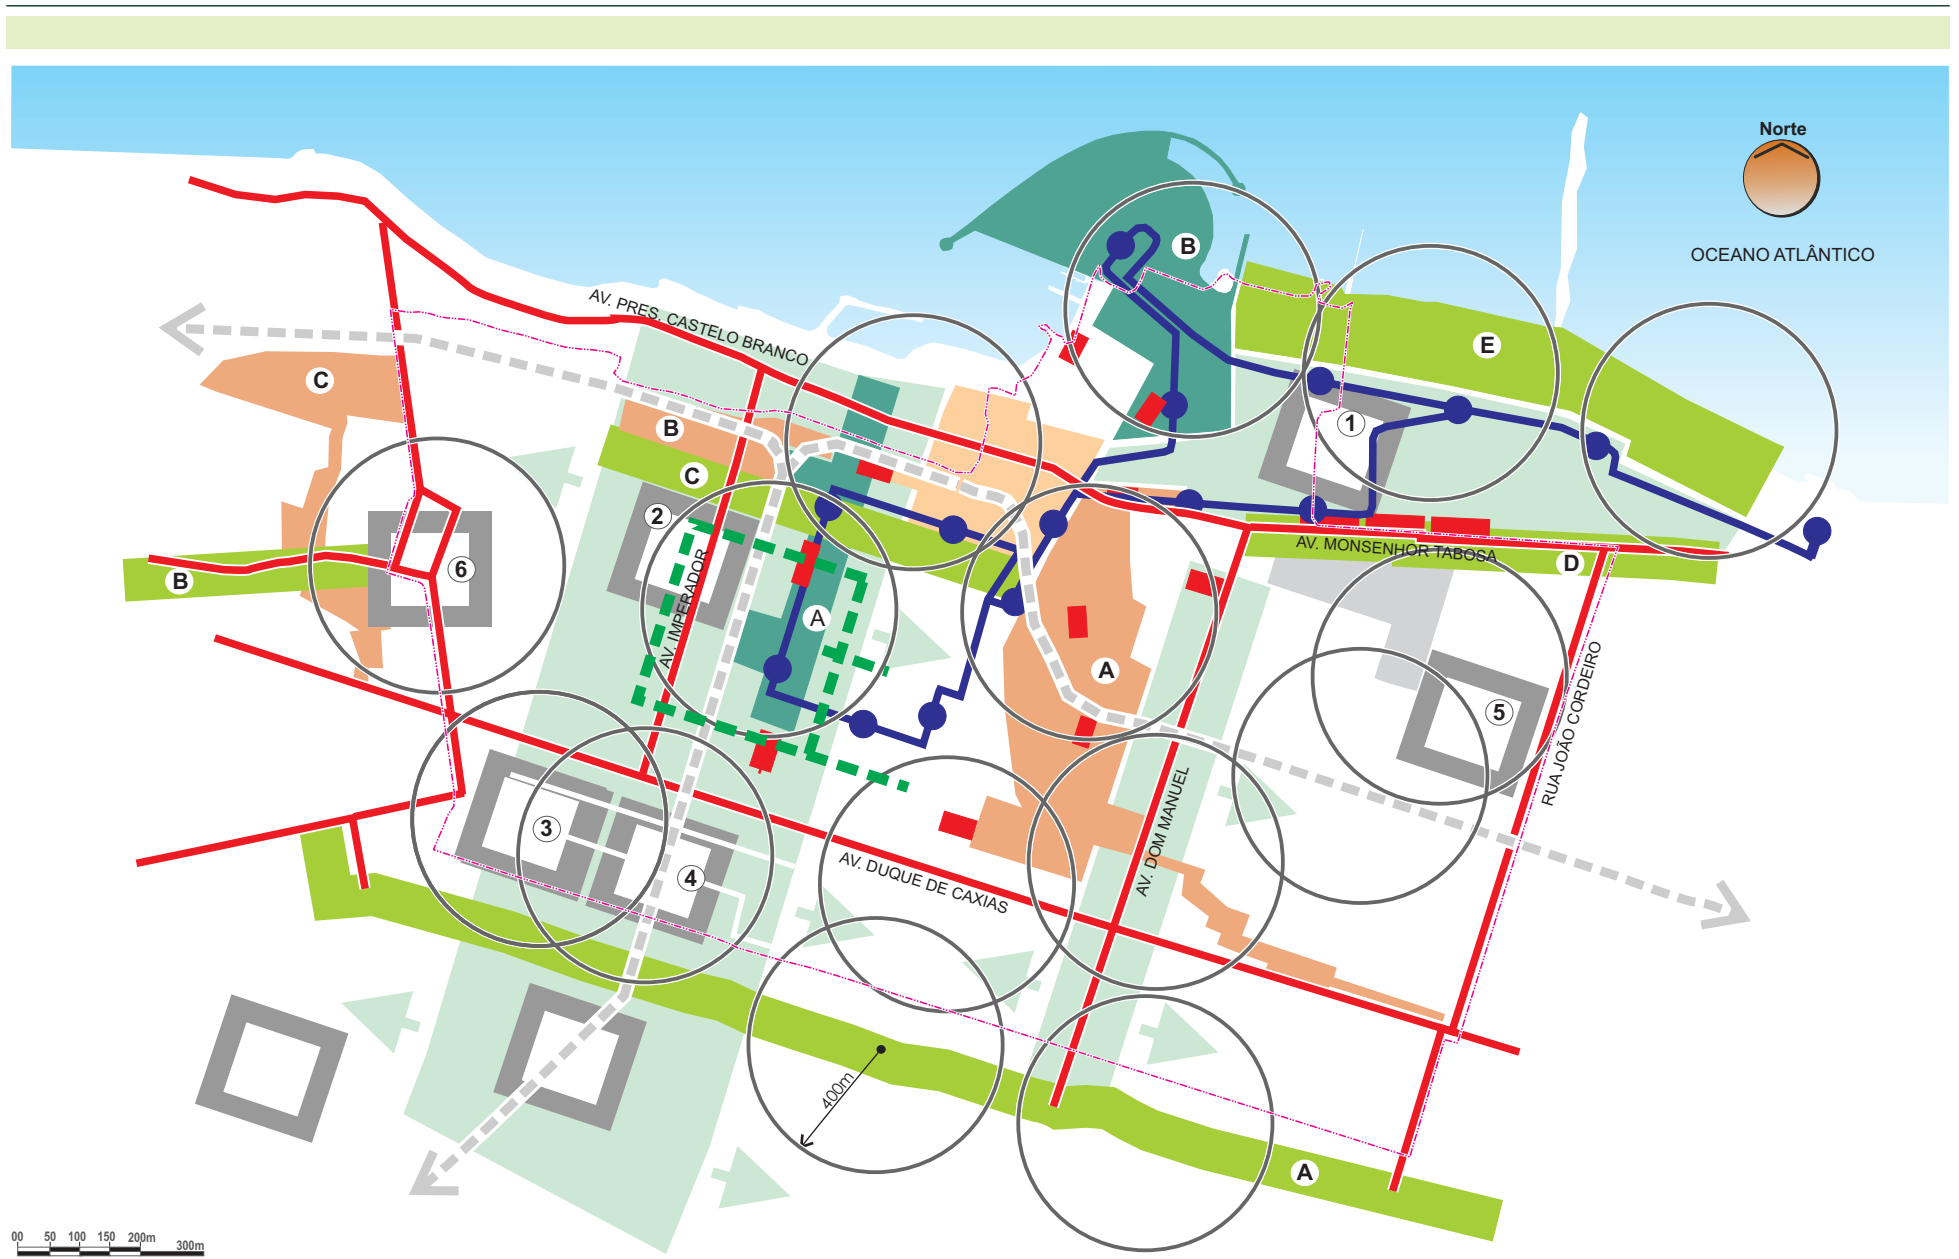 Norte
OCEANO ATLÂNTICO
B
AV. PRES. CASTELO BRANCO
E
C
B
1
C
2
AV. MONSENHOR TABOSA
D
B
6
A
AV. IMPERADOR
A
5
RUA JOÃO CORDEIRO
AV. DOM MANUEL
3
4
AV. DUQUE DE CAXIAS
400m
A
00 50 100 150 200m 300m